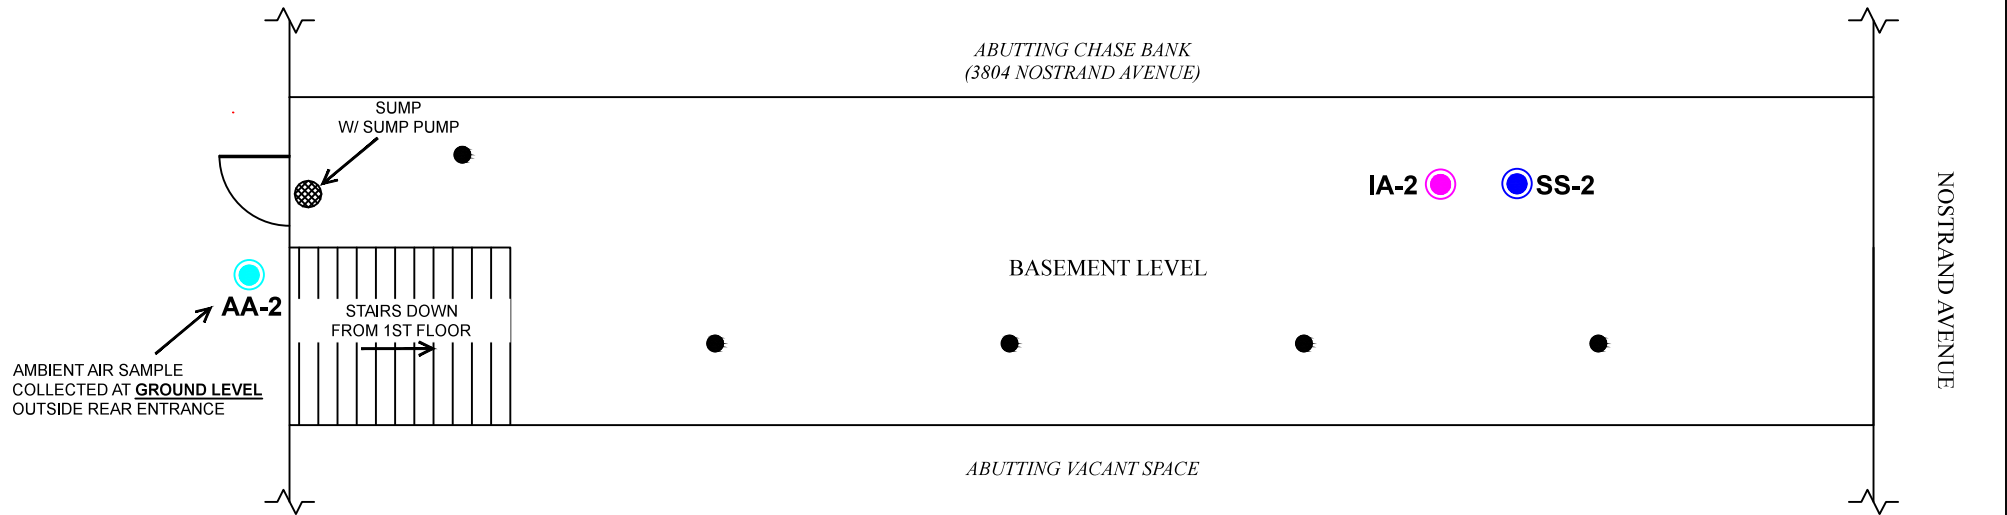 ABUTTING CHASE BANK
(3804 NOSTRAND AVENUE)
SUMP
W/ SUMP PUMP
IA-2
SS-2
NOSTRAND AVENUE
BASEMENT LEVEL
AA-2
STAIRS DOWN
FROM 1ST FLOOR
AMBIENT AIR SAMPLE
COLLECTED AT GROUND LEVEL
OUTSIDE REAR ENTRANCE
ABUTTING VACANT SPACE